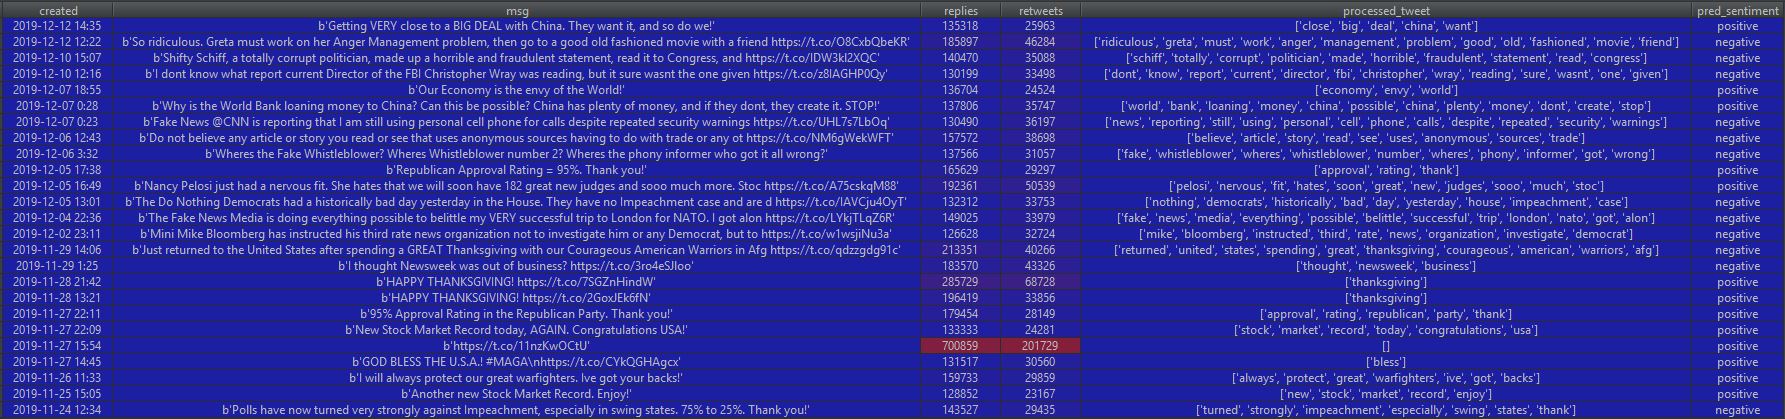 created msg replies retweets processed_tweet pred_sentiment
2019-12-12 14:35 b'Getting VERY close to a BIG DEAL with China. They want it, and so do we!' 135318 25963 ['close', 'big', 'deal', 'china', 'want'] positive
2019-12-12 12:22 b'So ridiculous. Greta must work on her Anger Management problem, then go to a good old fashioned movie with a friend https://t.co/O8CxbQbeKR' 185897 46284 ['ridiculous', 'greta', 'must', 'work', 'anger', 'management', 'problem', 'good', 'old', 'fashioned', 'movie', 'friend'] negative
2019-12-10 15:07 b'Shifty Schiff, a totally corrupt politician, made up a horrible and fraudulent statement, read it to Congress, and https://t.co/lDW3kI2XQC' 140470 35088 ['schiff', 'totally', 'corrupt', 'politician', 'made', 'horrible', 'fraudulent', 'statement', 'read', 'congress'] negative
2019-12-10 12:16 b'I dont know what report current Director of the FBI Christopher Wray was reading, but it sure wasnt the one given https://t.co/z8lAGHP0Qy' 130199 33498 ['dont', 'know', 'report', 'current', 'director', 'fbi', 'christopher', 'wray', 'reading', 'sure', 'wasnt', 'one', 'given'] negative
2019-12-07 18:55 b'Our Economy is the envy of the World!' 136704 24524 ['economy', 'envy', 'world'] positive
2019-12-07 0:28 b'Why is the World Bank loaning money to China? Can this be possible? China has plenty of money, and if they dont, they create it. STOP!' 137806 35747 ['world', 'bank', 'loaning', 'money', 'china', 'possible', 'china', 'plenty', 'money', 'dont', 'create', 'stop'] positive
2019-12-07 0:23 b'Fake News @CNN is reporting that I am still using personal cell phone for calls despite repeated security warnings https://t.co/UHL7s7LbOq' 130490 36197 ['news', 'reporting', 'still', 'using', 'personal', 'cell', 'phone', 'calls', 'despite', 'repeated', 'security', 'warnings'] negative
2019-12-06 12:43 b'Do not believe any article or story you read or see that uses anonymous sources having to do with trade or any ot https://t.co/NM6gWekWFT' 157572 38698 ['believe', 'article', 'story', 'read', 'see', 'uses', 'anonymous', 'sources', 'trade'] negative
2019-12-06 3:32 b'Wheres the Fake Whistleblower? Wheres Whistleblower number 2? Wheres the phony informer who got it all wrong?' 137566 31057 ['fake', 'whistleblower', 'wheres', 'whistleblower', 'number', 'wheres', 'phony', 'informer', 'got', 'wrong'] negative
2019-12-05 17:38 b'Republican Approval Rating = 95%. Thank you!' 165629 29297 ['approval', 'rating', 'thank'] positive
2019-12-05 16:49 b'Nancy Pelosi just had a nervous fit. She hates that we will soon have 182 great new judges and sooo much more. Stoc https://t.co/A75cskqM88' 192361 50539 ['pelosi', 'nervous', 'fit', 'hates', 'soon', 'great', 'new', 'judges', 'sooo', 'much', 'stoc'] positive
2019-12-05 13:01 b'The Do Nothing Democrats had a historically bad day yesterday in the House. They have no Impeachment case and are d https://t.co/IAVCju4OyT' 132312 33753 ['nothing', 'democrats', 'historically', 'bad', 'day', 'yesterday', 'house', 'impeachment', 'case'] negative
2019-12-04 22:36 b'The Fake News Media is doing everything possible to belittle my VERY successful trip to London for NATO. I got alon https://t.co/LYkjTLqZ6R' 149025 33979 ['fake', 'news', 'media', 'everything', 'possible', 'belittle', 'successful', 'trip', 'london', 'nato', 'got', 'alon'] negative
2019-12-02 23:11 b'Mini Mike Bloomberg has instructed his third rate news organization not to investigate him or any Democrat, but to https://t.co/w1wsjiNu3a' 126628 32724 ['mike', 'bloomberg', 'instructed', 'third', 'rate', 'news', 'organization', 'investigate', 'democrat'] negative
2019-11-29 14:06 b'Just returned to the United States after spending a GREAT Thanksgiving with our Courageous American Warriors in Afg https://t.co/qdzzgdg91c' 213351 40266 ['returned', 'united', 'states', 'spending', 'great', 'thanksgiving', 'courageous', 'american', 'warriors', 'afg'] negative
2019-11-29 1:25 b'I thought Newsweek was out of business? https://t.co/3ro4eSJloo' 183570 43326 ['thought', 'newsweek', 'business'] negative
2019-11-28 21:42 b'HAPPY THANKSGIVING! https://t.co/7SGZnHindW' 285729 68728 ['thanksgiving'] positive
2019-11-28 13:21 b'HAPPY THANKSGIVING! https://t.co/2GoxJEk6fN' 196419 33856 ['thanksgiving'] positive
2019-11-27 22:11 b'95% Approval Rating in the Republican Party. Thank you!' 179454 28149 ['approval', 'rating', 'republican', 'party', 'thank'] positive
2019-11-27 22:09 b'New Stock Market Record today, AGAIN. Congratulations USA!' 133333 24281 ['stock', 'market', 'record', 'today', 'congratulations', 'usa'] positive
2019-11-27 15:54 b'https://t.co/11nzKwOCtU' 700859 201729 [] positive
2019-11-27 14:45 b'GOD BLESS THE U.S.A.! #MAGA\nhttps://t.co/CYkQGHAgcx' 131517 30560 ['bless'] positive
2019-11-26 11:33 b'I will always protect our great warfighters. Ive got your backs!' 159733 29859 ['always', 'protect', 'great', 'warfighters', 'ive', 'got', 'backs'] positive
2019-11-25 15:05 b'Another new Stock Market Record. Enjoy!' 128852 23167 ['new', 'stock', 'market', 'record', 'enjoy'] positive
2019-11-24 12:34 b'Polls have now turned very strongly against Impeachment, especially in swing states. 75% to 25%. Thank you!' 143527 29435 ['turned', 'strongly', 'impeachment', 'especially', 'swing', 'states', 'thank'] negative